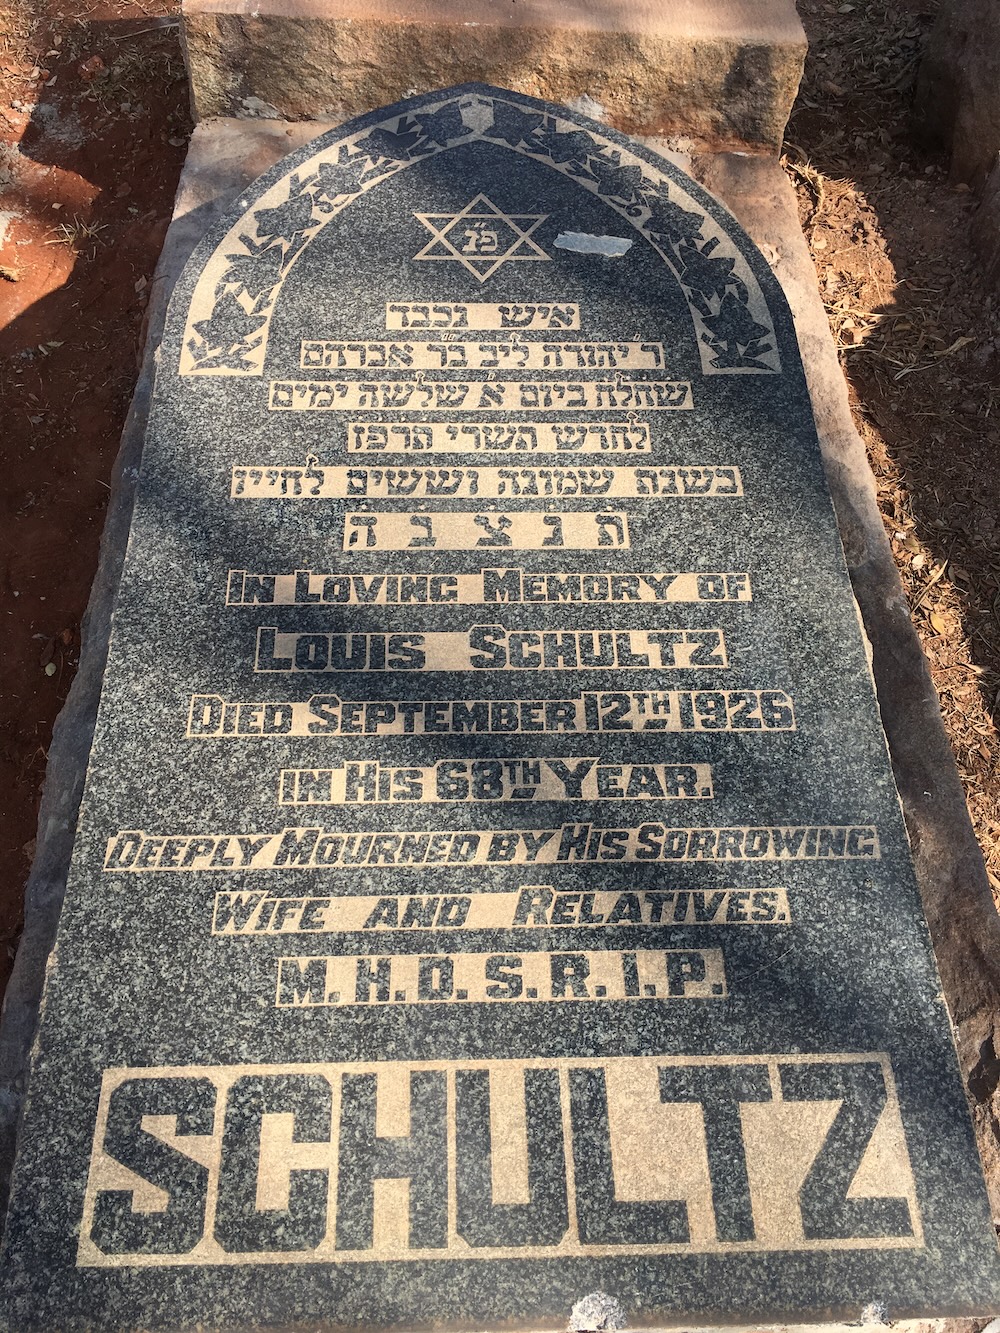 פ״נ
איש נכבד
ר׳ יהודה ליב בר אברהם
שהלח ביום א׳ שלשה ימים
לחדש תשרי תרפז
בשנת שמונה וששים לחייו
ת נ צ ב ה
IN LOVING MEMORY OF
LOUIS SCHULTZ
DIED SEPTEMBER 12TH 1926
IN HIS 68TH YEAR.
DEEPLY MOURNED BY HIS SORROWING
WIFE AND RELATIVES.
M.H.D.S.R.I.P.
SCHULTZ